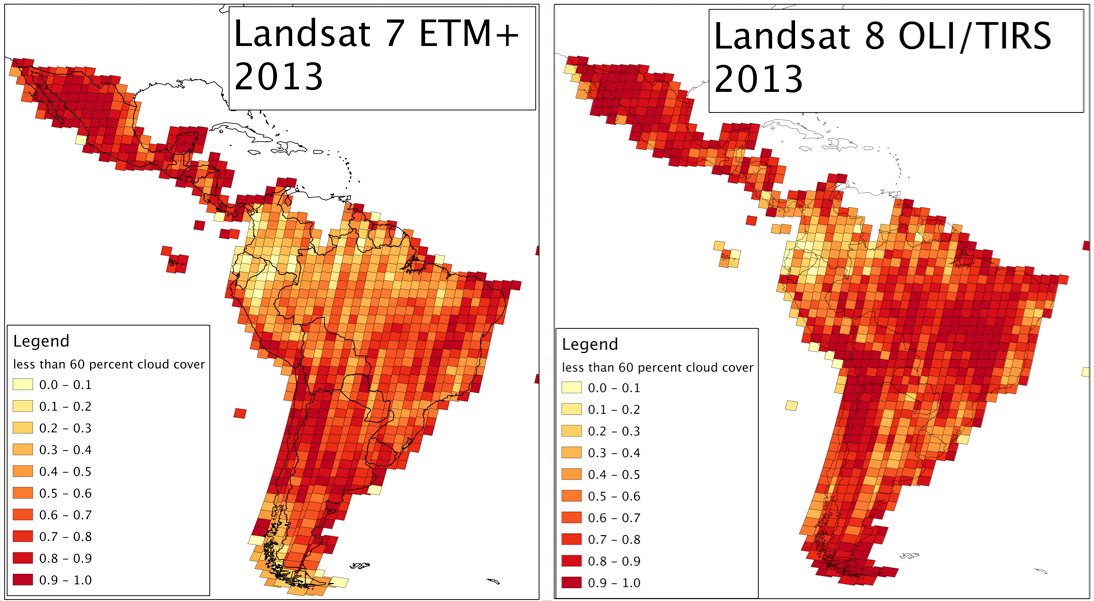 Landsat 7 ETM+
2013
Legend
less than 60 percent cloud cover
0.0 – 0.1
0.1 – 0.2
0.2 – 0.3
0.3 – 0.4
0.4 – 0.5
0.5 – 0.6
0.6 – 0.7
0.7 – 0.8
0.8 – 0.9
0.9 – 1.0
Landsat 8 OLI/TIRS
2013
Legend
less than 60 percent cloud cover
0.0 – 0.1
0.1 – 0.2
0.2 – 0.3
0.3 – 0.4
0.4 – 0.5
0.5 – 0.6
0.6 – 0.7
0.7 – 0.8
0.8 – 0.9
0.9 – 1.0